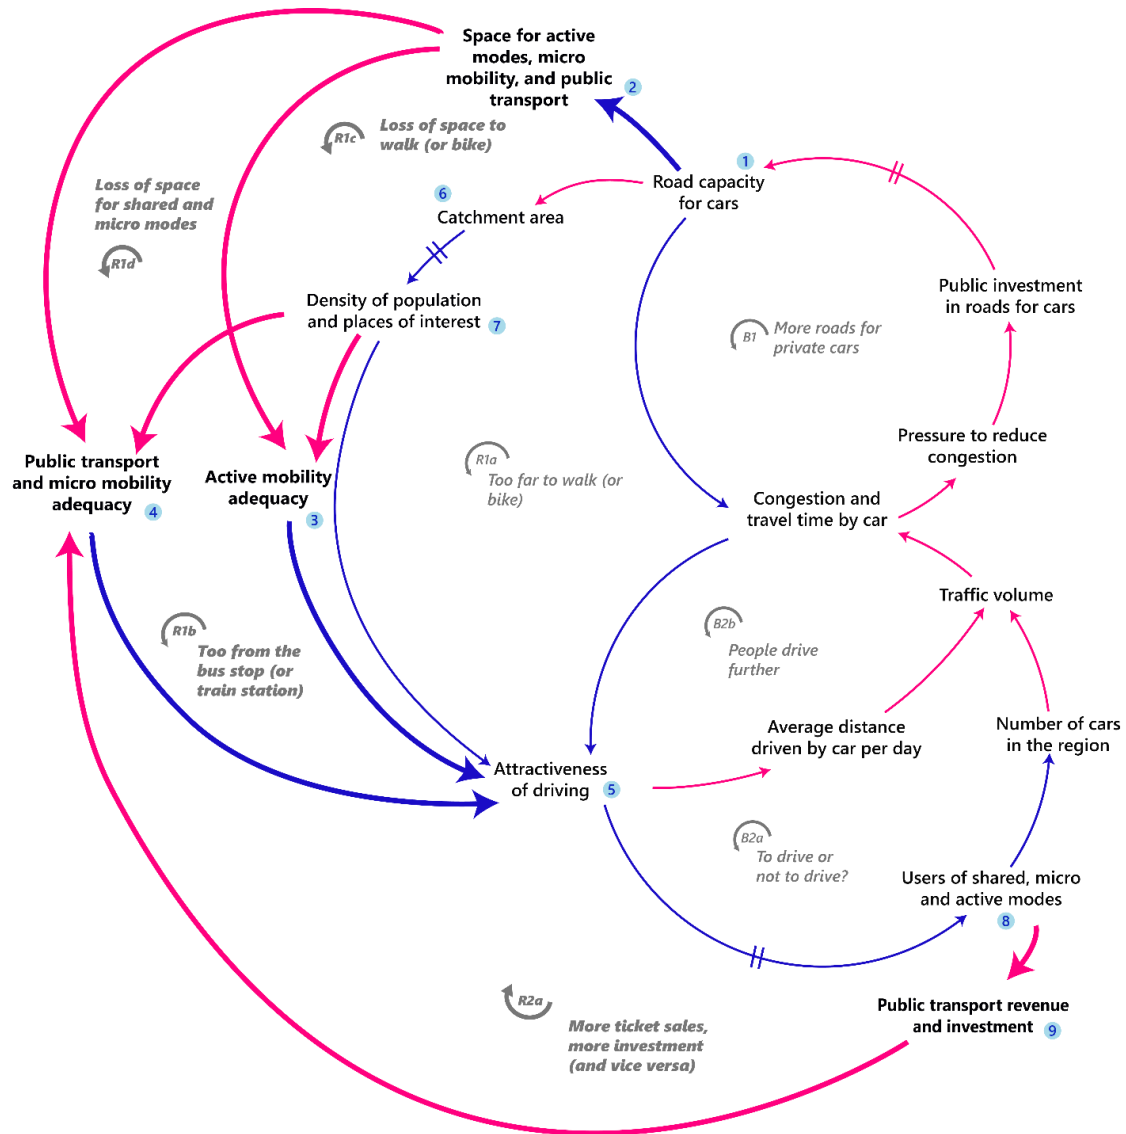 Space for active
modes, micro
mobility, and public
transport
2
R1c
Loss of space to
walk (or bike)
1
Road capacity
for cars
6
Catchment area
Loss of space
for shared and
micro modes
R1d
Public investment
in roads for cars
Density of population
and places of interest
7
B1
More roads for
private cars
Pressure to reduce
congestion
Public transport
and micro mobility
adequacy
4
Active mobility
adequacy
3
R1a
Too far to walk (or
bike)
Congestion and
travel time by car
Traffic volume
R1b
Too from the
bus stop (or
train station)
B2b
People drive
further
Average distance
driven by car per day
Number of cars
in the region
Attractiveness
of driving
5
B2a
To drive or
not to drive?
Users of shared, micro
and active modes
8
R2a
More ticket sales,
more investment
(and vice versa)
Public transport revenue
and investment
9